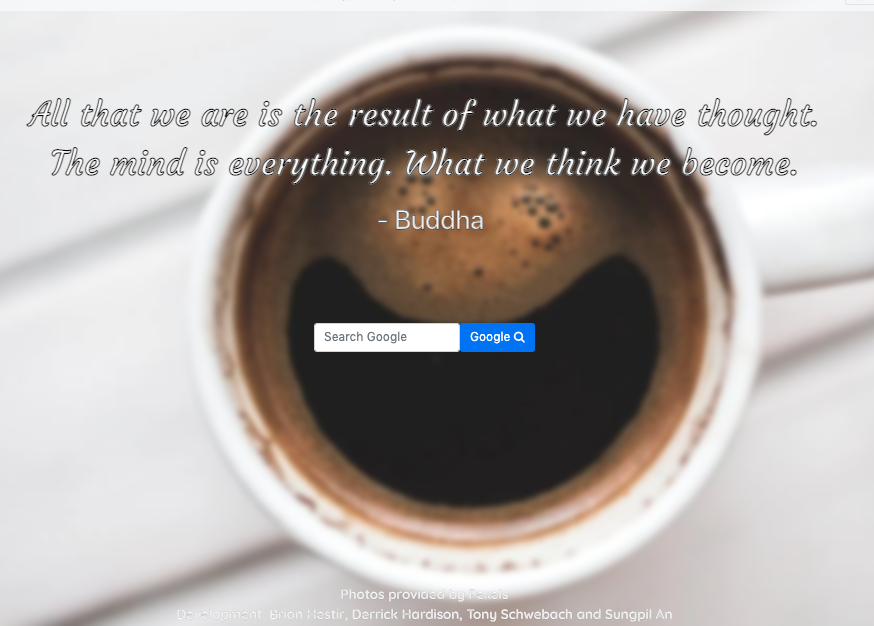 All that we are is the result of what we have thought.
The mind is everything. What we think we become.
- Buddha
Search Google
Google
Photos provided by Pexels
Development: Brian Hestir, Derrick Hardison, Tony Schwebach and Sungpil An